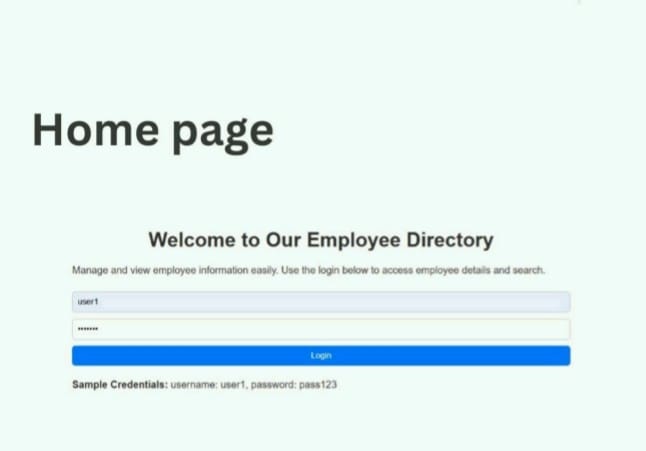 Home page
Welcome to Our Employee Directory
Manage and view employee information easily. Use the login below to access employee details and search.
user1
•••••••
Login
Sample Credentials: username: user1, password: pass123